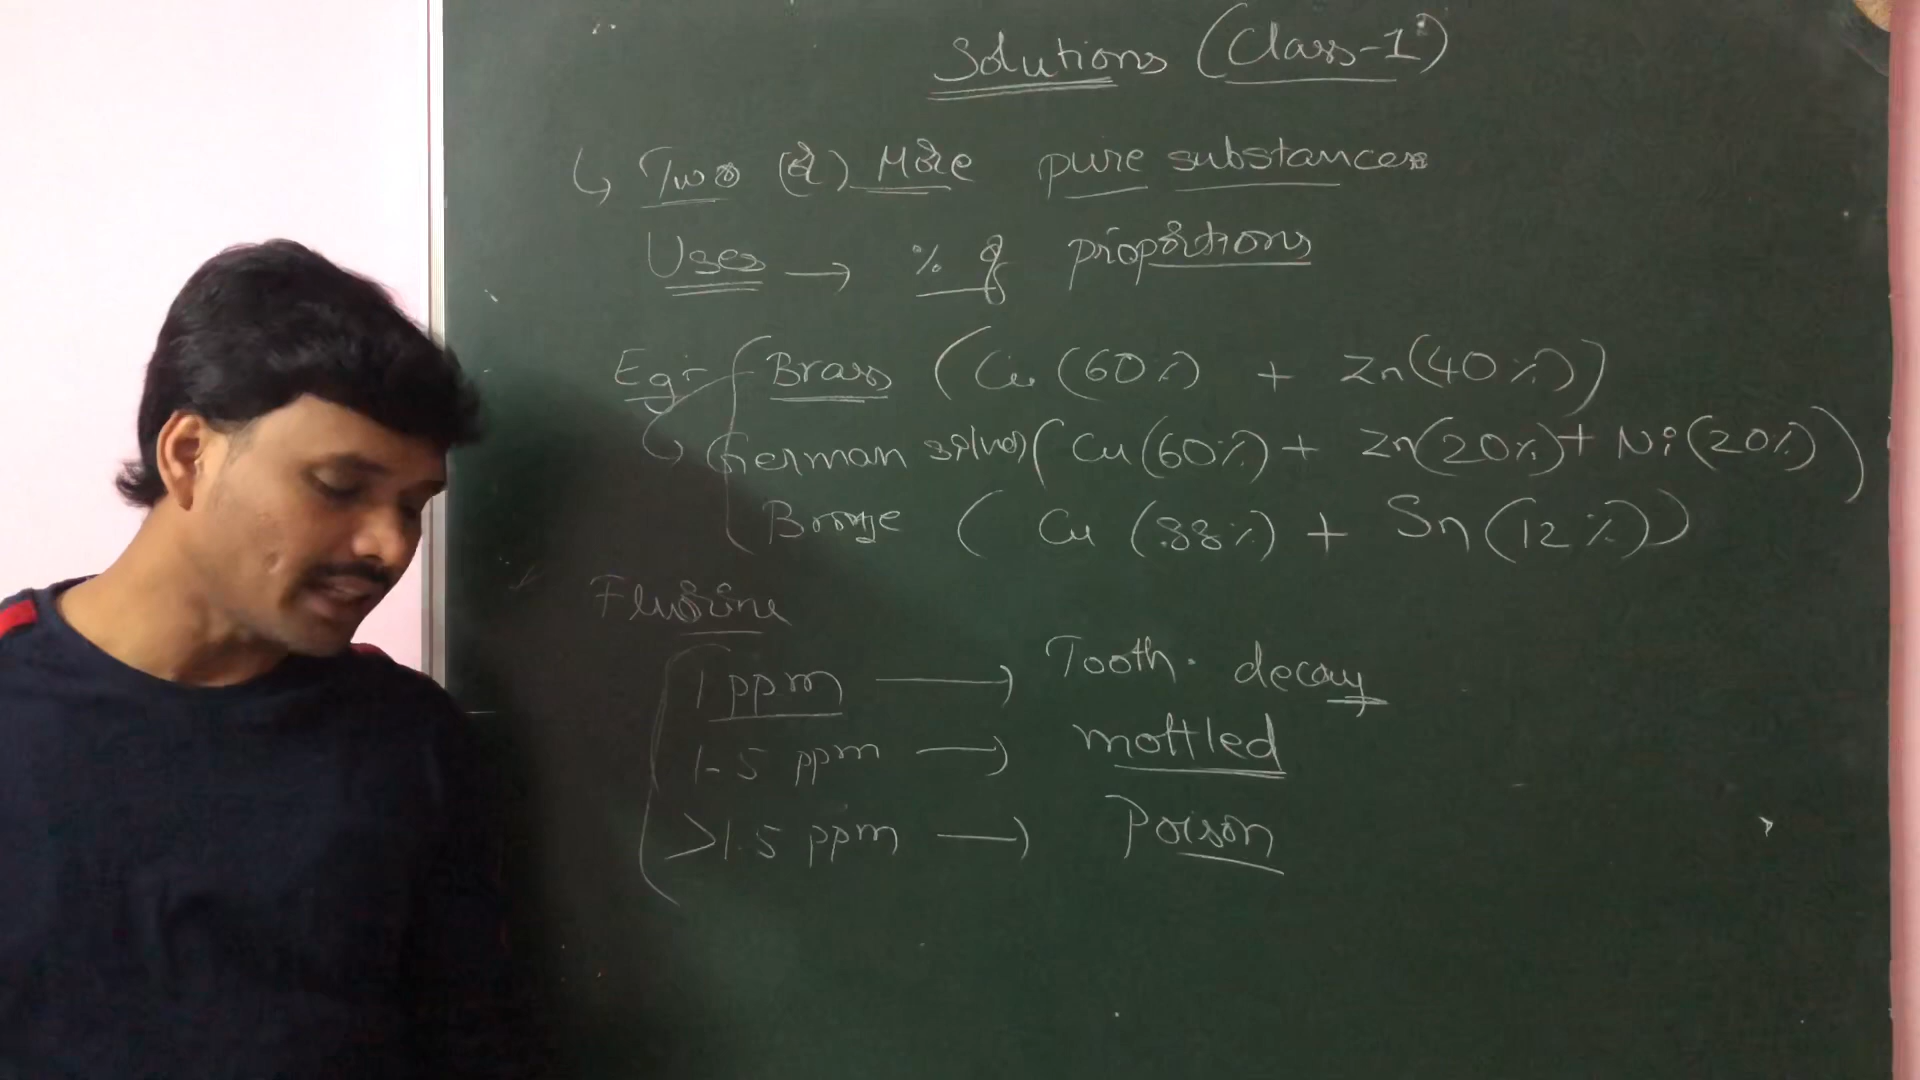 Solutions (Class-1)
↳ Two (or) More pure substances
Uses → % of proportions
Eg:- Brass (Cu (60%) + Zn(40%))
↳ German silver (Cu (60%) + Zn(20%) + Ni(20%))
Bronze (Cu (88%) + Sn(12%))
Fluorine
1 ppm → Tooth decay
1-5 ppm → mottled
>1.5 ppm → Poison